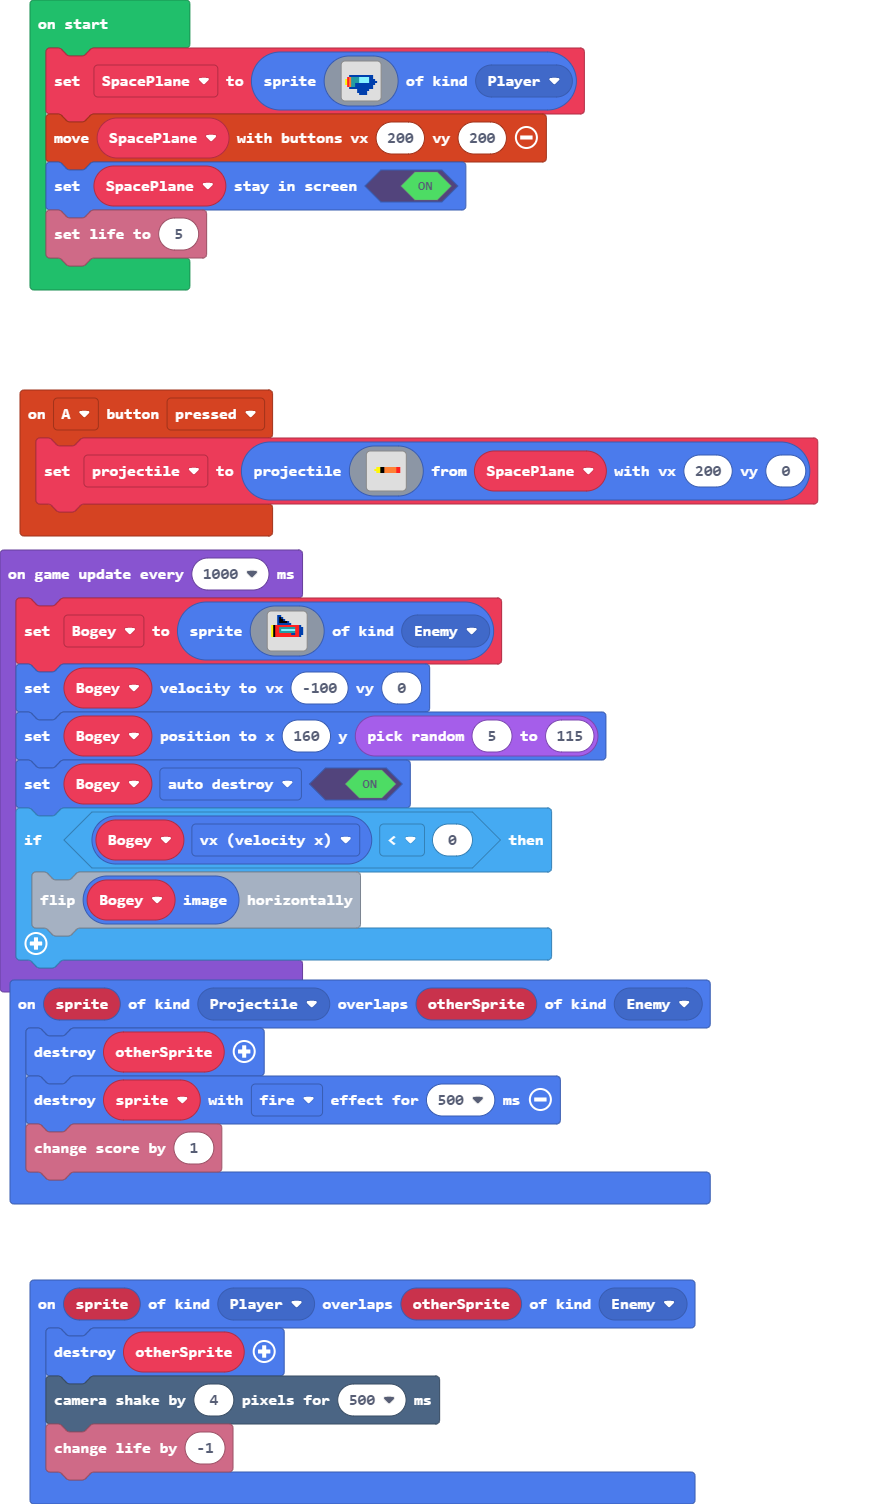 on start
set SpacePlane to sprite of kind Player
move SpacePlane with buttons vx 200 vy 200
set SpacePlane stay in screen ON
set life to 5
on A button pressed
set projectile to projectile from SpacePlane with vx 200 vy 0
on game update every 1000 ms
set Bogey to sprite of kind Enemy
set Bogey velocity to vx -100 vy 0
set Bogey position to x 160 y pick random 5 to 115
set Bogey auto destroy ON
if Bogey vx (velocity x) < 0 then
flip Bogey image horizontally
on sprite of kind Projectile overlaps otherSprite of kind Enemy
destroy otherSprite
destroy sprite with fire effect for 500 ms
change score by 1
on sprite of kind Player overlaps otherSprite of kind Enemy
destroy otherSprite
camera shake by 4 pixels for 500 ms
change life by -1